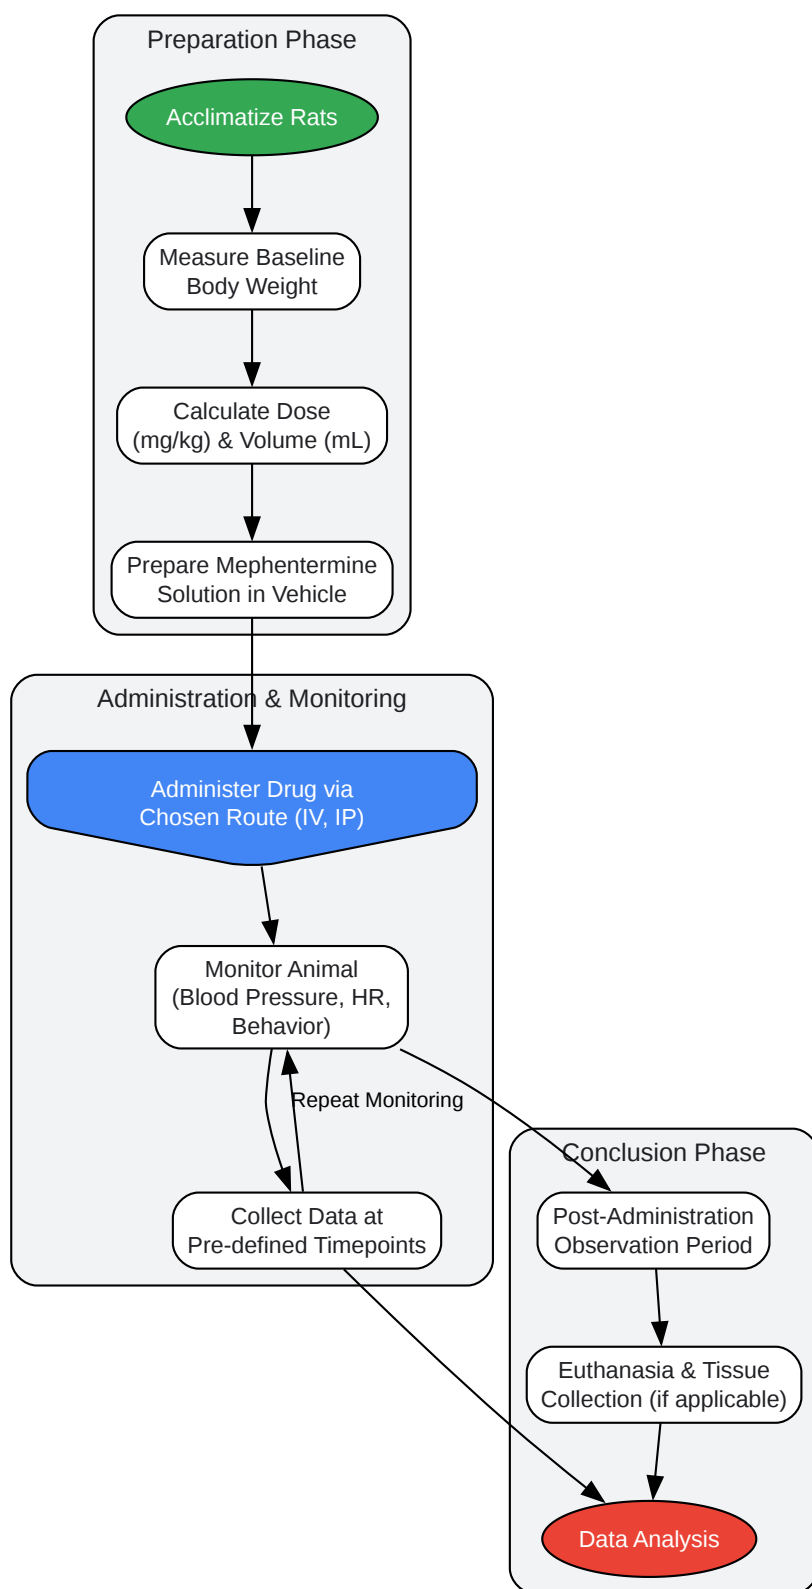 Preparation Phase
Acclimatize Rats
Measure Baseline
Body Weight
Calculate Dose
(mg/kg) & Volume (mL)
Prepare Mephentermine
Solution in Vehicle
Administration & Monitoring
Administer Drug via
Chosen Route (IV, IP)
Monitor Animal
(Blood Pressure, HR,
Behavior)
Repeat Monitoring
Collect Data at
Pre-defined Timepoints
Conclusion Phase
Post-Administration
Observation Period
Euthanasia & Tissue
Collection (if applicable)
Data Analysis